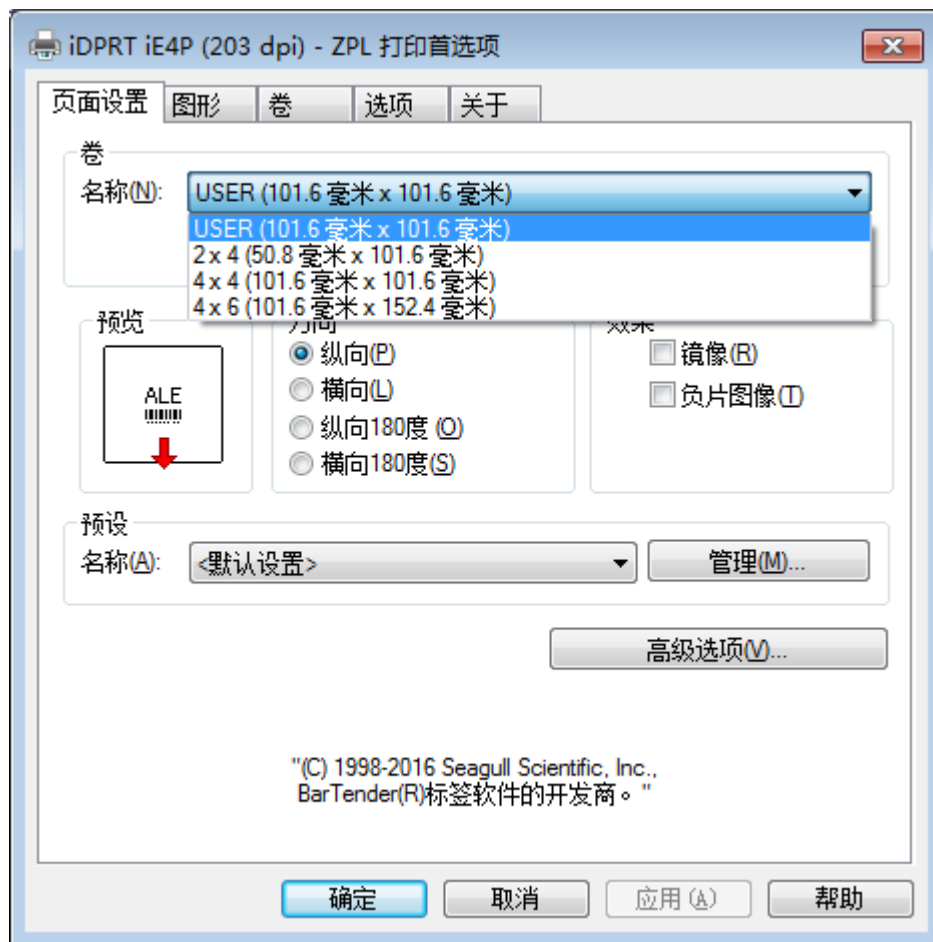 iDPRT iE4P (203 dpi) - ZPL 打印首选项
页面设置 图形 卷 选项 关于
卷
名称(N): USER (101.6 毫米 x 101.6 毫米)
USER (101.6 毫米 x 101.6 毫米)
2 x 4 (50.8 毫米 x 101.6 毫米)
4 x 4 (101.6 毫米 x 101.6 毫米)
4 x 6 (101.6 毫米 x 152.4 毫米)
预览 方向 效果
ALE
纵向(P)
横向(L)
纵向180度 (O)
横向180度(S)
镜像(R)
负片图像(T)
预设
名称(A): <默认设置> 管理(M)...
高级选项(V)...
"(C) 1998-2016 Seagull Scientific, Inc.,
BarTender(R)标签软件的开发商。"
确定 取消 应用 (A) 帮助